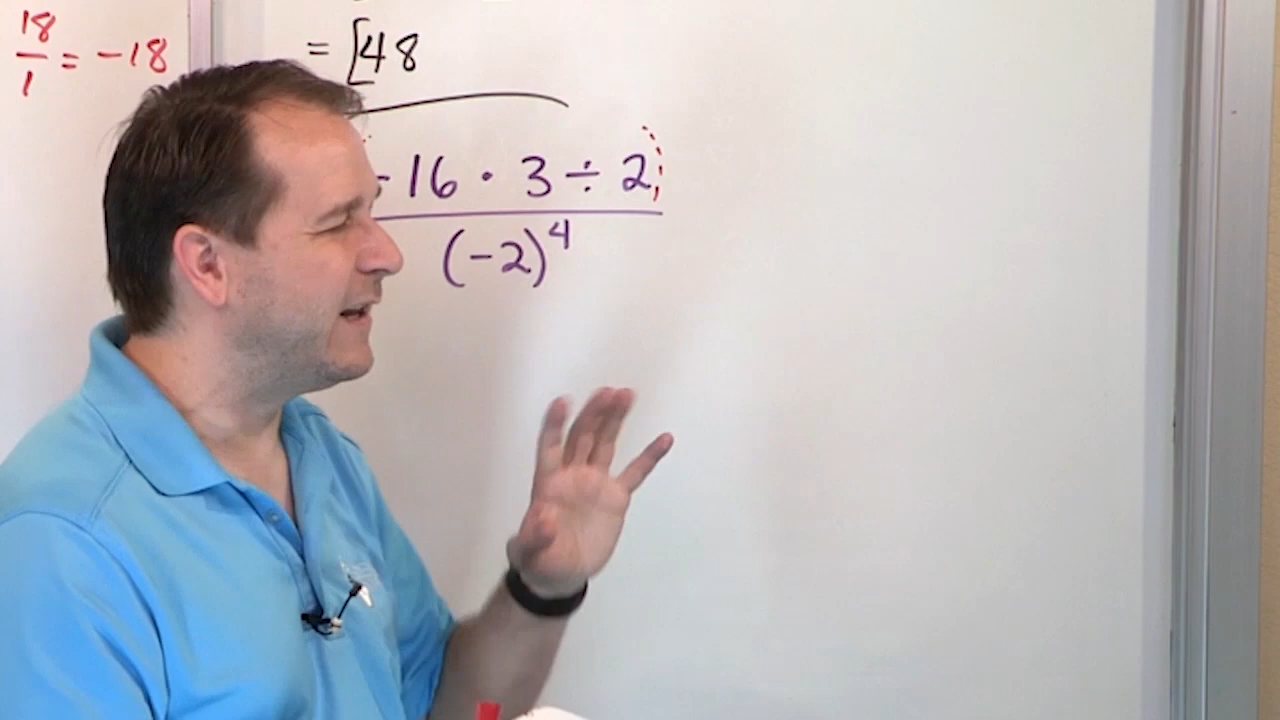 18/1 = -18
= [48
- 16 · 3 ÷ 2
(-2)^4